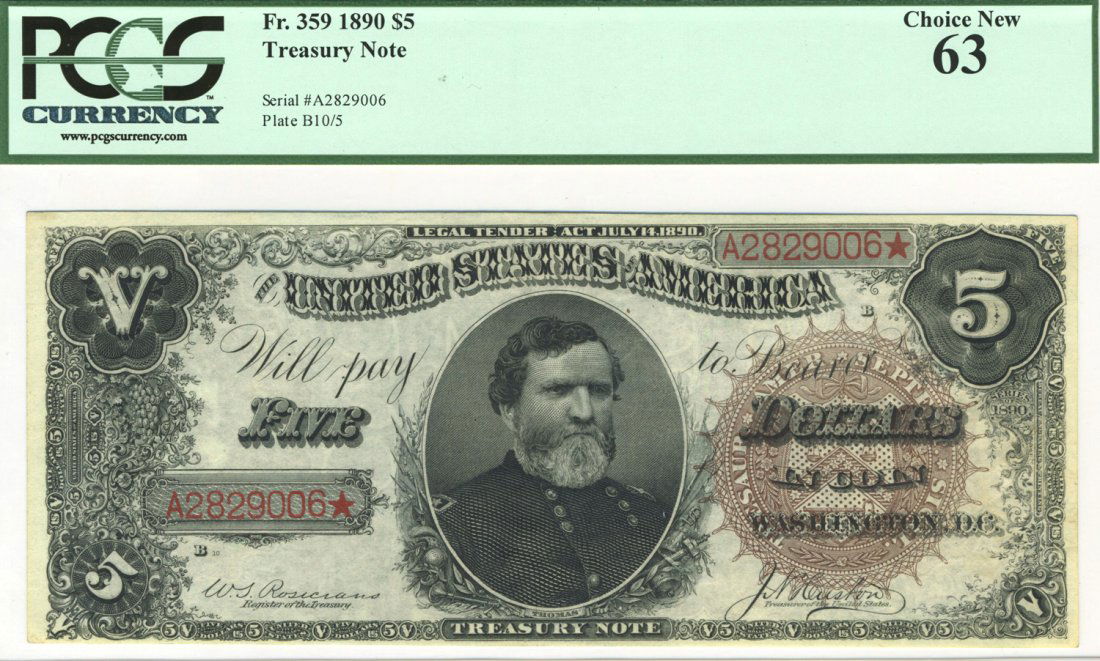 PCGS
CURRENCY
www.pcgscurrency.com
Fr. 359 1890 $5
Treasury Note
Serial #A2829006
Plate B10/5
Choice New
63
LEGAL TENDER ACT JULY 14, 1890.
A2829006★
THE UNITED STATES OF AMERICA
V
5
B
Will pay to Bearer
FIVE DOLLARS
IN COIN
WASHINGTON, D.C.
SERIES
1890
FIVE
A2829006★
B 10
5
V
W. S. Rosecrans
Register of the Treasury.
J. N. Huston
Treasurer of the United States.
THOMAS
TREASURY NOTE